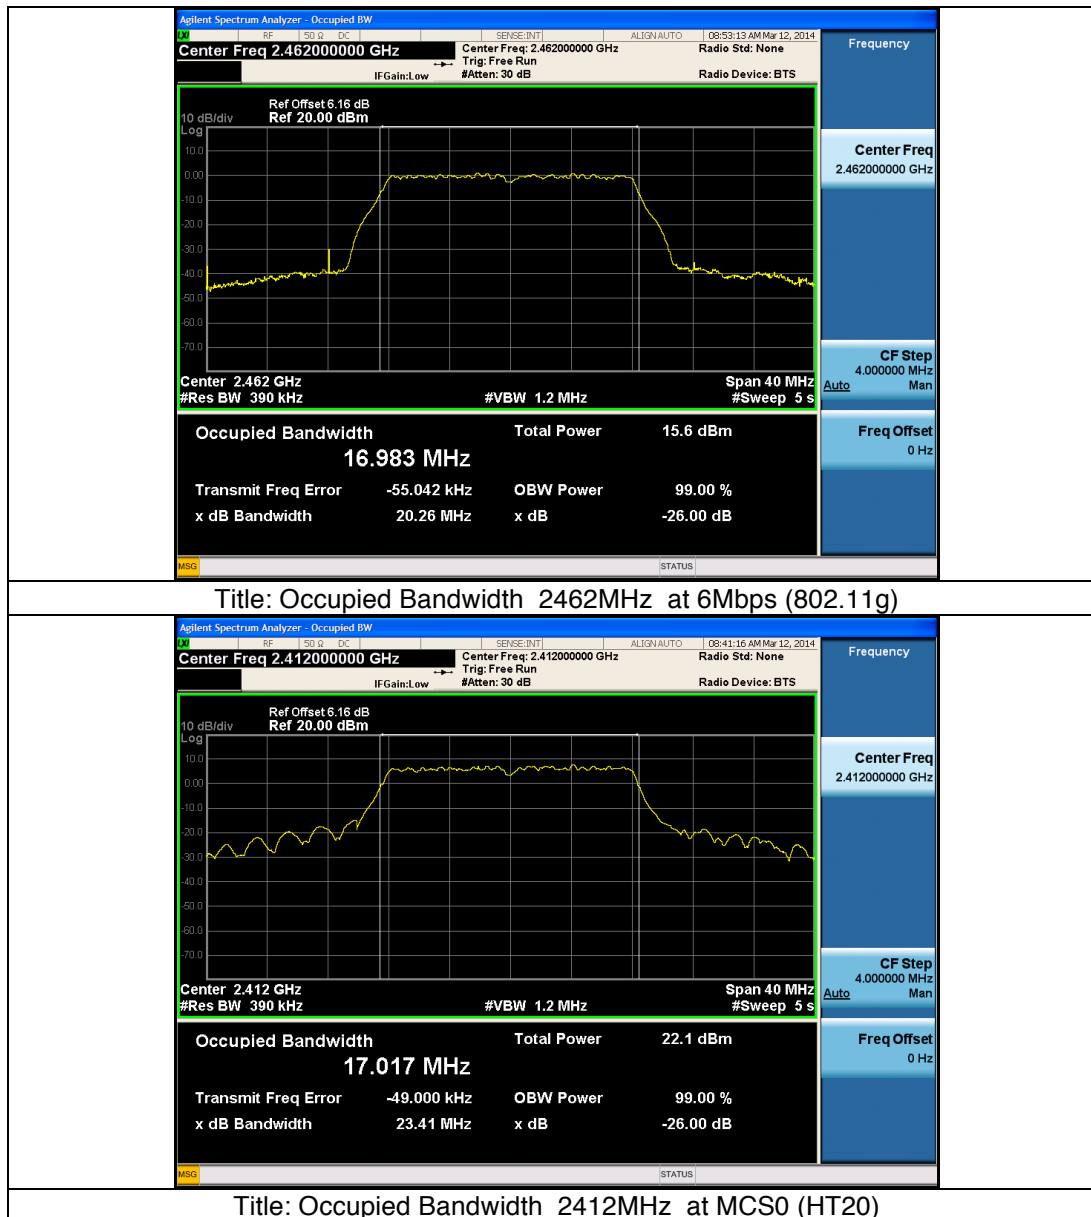 Agilent Spectrum Analyzer - Occupied BW
LXI RF 50 Ω DC SENSE:INT ALIGN AUTO 08:53:13 AM Mar 12, 2014
Center Freq 2.462000000 GHz
Center Freq: 2.462000000 GHz Radio Std: None
Trig: Free Run
IFGain:Low #Atten: 30 dB Radio Device: BTS
Frequency
Ref Offset 6.16 dB
10 dB/div Ref 20.00 dBm
Log
10.0
0.00
-10.0
-20.0
-30.0
-40.0
-50.0
-60.0
-70.0
Center Freq
2.462000000 GHz
Center 2.462 GHz Span 40 MHz
#Res BW 390 kHz #VBW 1.2 MHz #Sweep 5 s
CF Step
4.000000 MHz
Auto Man
Occupied Bandwidth Total Power 15.6 dBm
16.983 MHz
Transmit Freq Error -55.042 kHz OBW Power 99.00 %
x dB Bandwidth 20.26 MHz x dB -26.00 dB
Freq Offset
0 Hz
MSG STATUS
Title: Occupied Bandwidth 2462MHz at 6Mbps (802.11g)
Agilent Spectrum Analyzer - Occupied BW
LXI RF 50 Ω DC SENSE:INT ALIGN AUTO 08:41:16 AM Mar 12, 2014
Center Freq 2.412000000 GHz
Center Freq: 2.412000000 GHz Radio Std: None
Trig: Free Run
IFGain:Low #Atten: 30 dB Radio Device: BTS
Frequency
Ref Offset 6.16 dB
10 dB/div Ref 20.00 dBm
Log
10.0
0.00
-10.0
-20.0
-30.0
-40.0
-50.0
-60.0
-70.0
Center Freq
2.412000000 GHz
Center 2.412 GHz Span 40 MHz
#Res BW 390 kHz #VBW 1.2 MHz #Sweep 5 s
CF Step
4.000000 MHz
Auto Man
Occupied Bandwidth Total Power 22.1 dBm
17.017 MHz
Transmit Freq Error -49.000 kHz OBW Power 99.00 %
x dB Bandwidth 23.41 MHz x dB -26.00 dB
Freq Offset
0 Hz
MSG STATUS
Title: Occupied Bandwidth 2412MHz at MCS0 (HT20)